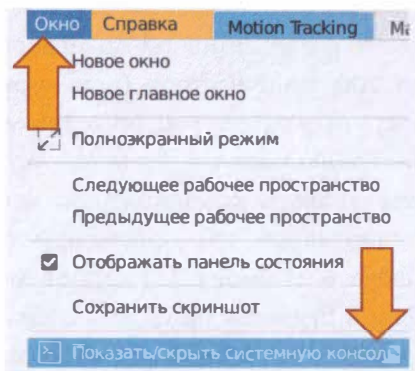 Окно Справка Motion Tracking
Новое окно
Новое главное окно
Полноэкранный режим
Следующее рабочее пространство
Предыдущее рабочее пространство
Отображать панель состояния
Сохранить скриншот
Показать/скрыть системную консол